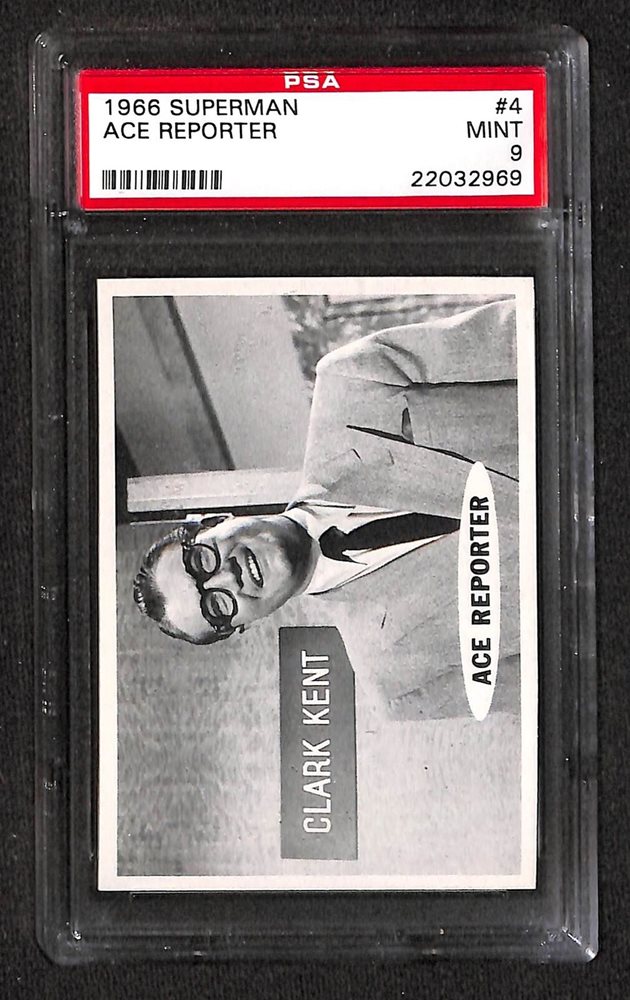 PSA
1966 SUPERMAN #4
ACE REPORTER MINT
9
22032969
CLARK KENT
ACE REPORTER